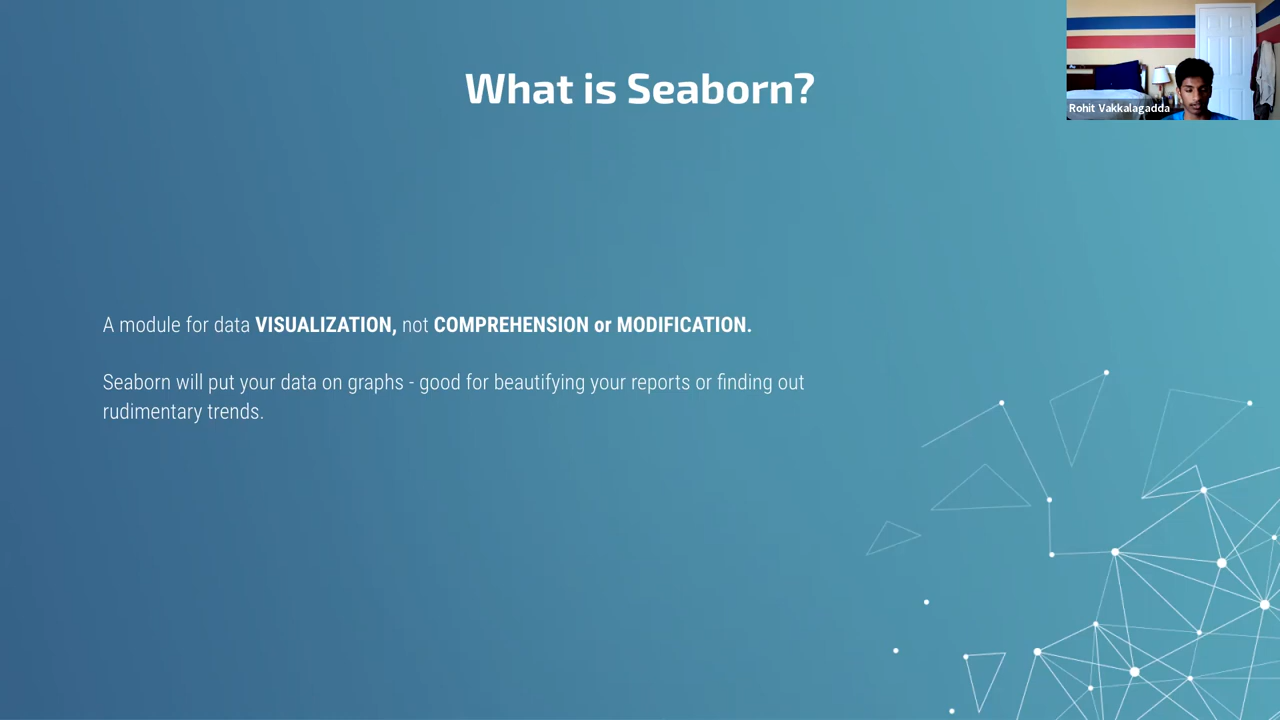 What is Seaborn?
Rohit Vakkalagadda
A module for data VISUALIZATION, not COMPREHENSION or MODIFICATION.
Seaborn will put your data on graphs - good for beautifying your reports or finding out
rudimentary trends.